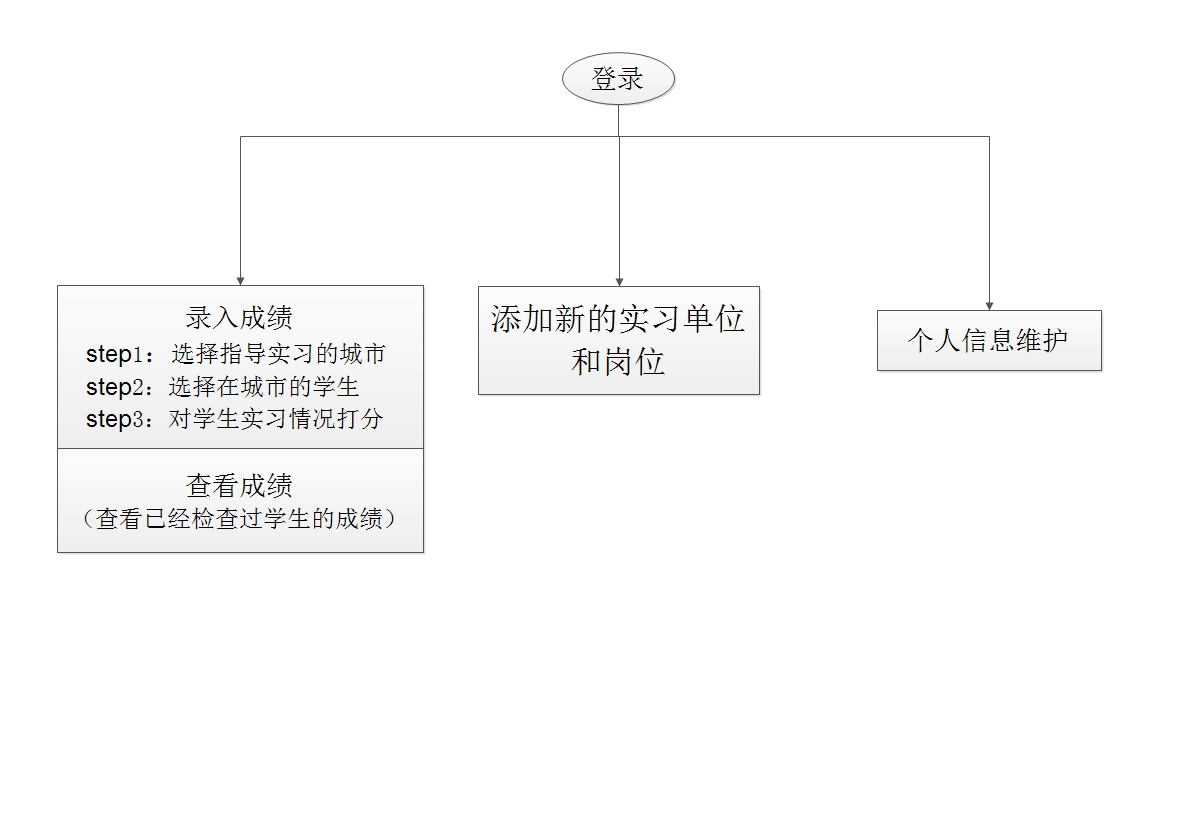 登录
录入成绩
step1：选择指导实习的城市
step2：选择在城市的学生
step3：对学生实习情况打分
查看成绩
（查看已经检查过学生的成绩）
添加新的实习单位
和岗位
个人信息维护